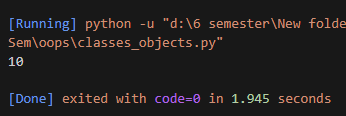 [Running] python -u "d:\6 semester\New folde
Sem\oops\classes_objects.py"
10
[Done] exited with code=0 in 1.945 seconds